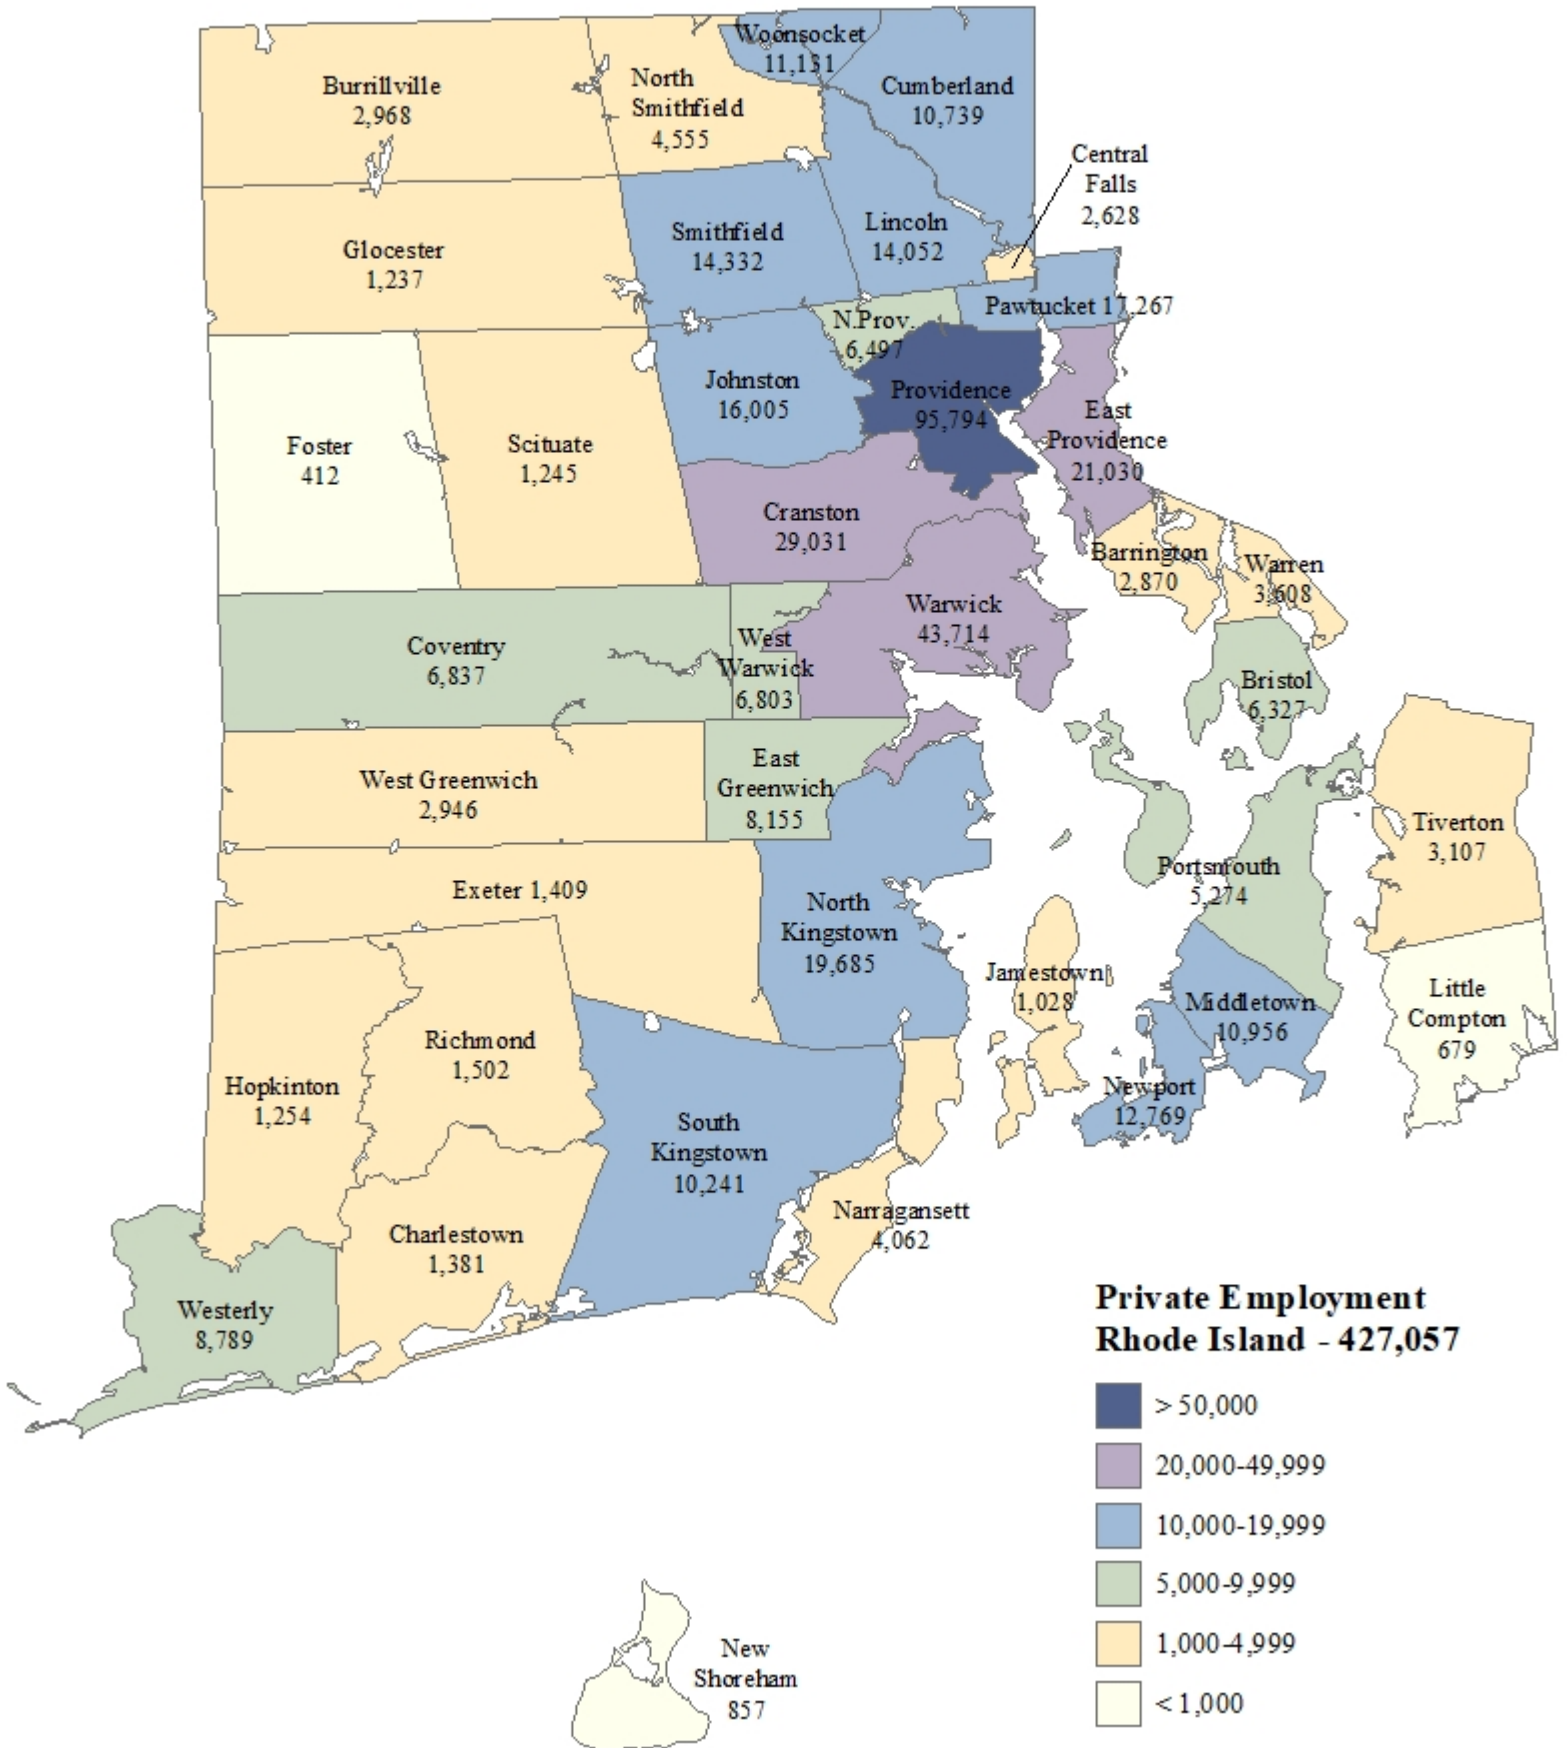 Woonsocket
11,131
Burrillville
2,968
North
Smithfield
4,555
Cumberland
10,739
Central
Falls
2,628
Glocester
1,237
Smithfield
14,332
Lincoln
14,052
Pawtucket 17,267
N.Prov.
6,497
Johnston
16,005
Providence
95,794
East
Providence
21,030
Foster
412
Scituate
1,245
Cranston
29,031
Barrington
2,870
Warren
3,608
Warwick
43,714
Coventry
6,837
West
Warwick
6,803
Bristol
6,327
West Greenwich
2,946
East
Greenwich
8,155
Tiverton
3,107
Portsmouth
5,274
Exeter 1,409
North
Kingstown
19,685
Jamestown
1,028
Middletown
10,956
Little
Compton
679
Richmond
1,502
Hopkinton
1,254
Newport
12,769
South
Kingstown
10,241
Narragansett
4,062
Charlestown
1,381
Westerly
8,789
Private Employment
Rhode Island - 427,057
> 50,000
20,000-49,999
10,000-19,999
5,000-9,999
1,000-4,999
< 1,000
New
Shoreham
857